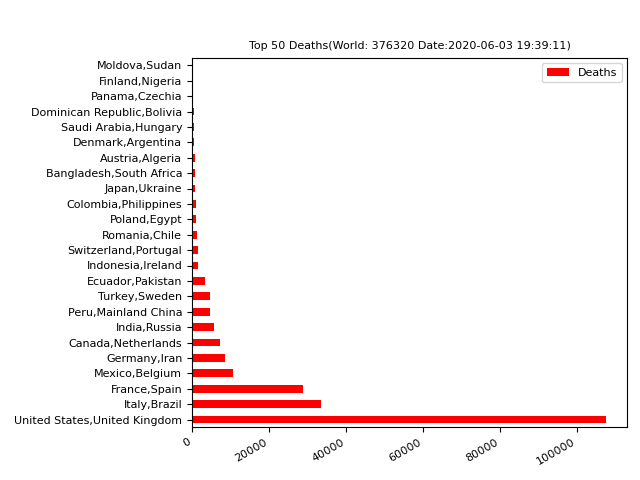 Top 50 Deaths(World: 376320 Date:2020-06-03 19:39:11)
Deaths
Moldova,Sudan
Finland,Nigeria
Panama,Czechia
Dominican Republic,Bolivia
Saudi Arabia,Hungary
Denmark,Argentina
Austria,Algeria
Bangladesh,South Africa
Japan,Ukraine
Colombia,Philippines
Poland,Egypt
Romania,Chile
Switzerland,Portugal
Indonesia,Ireland
Ecuador,Pakistan
Turkey,Sweden
Peru,Mainland China
India,Russia
Canada,Netherlands
Germany,Iran
Mexico,Belgium
France,Spain
Italy,Brazil
United States,United Kingdom
0
20000
40000
60000
80000
100000